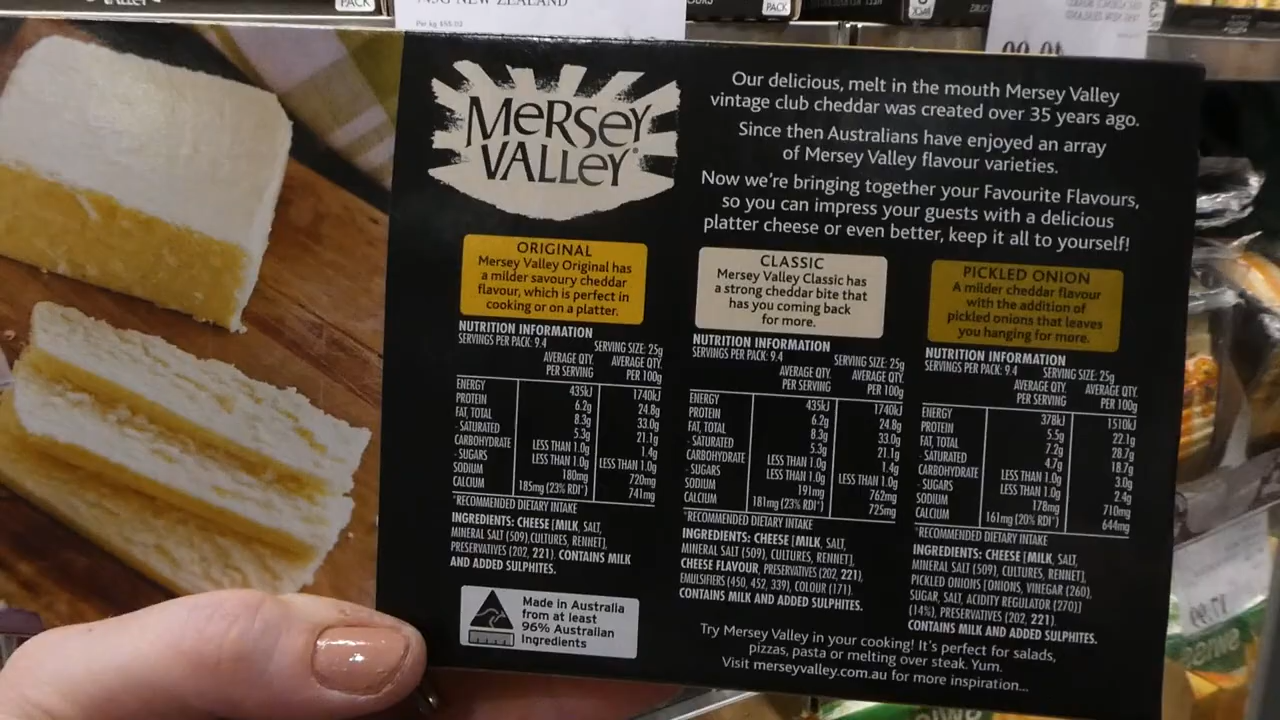 PACK
NEW ZEALAND
Per kg $55.02
PACK
MeRSeY
VALLeY
Our delicious, melt in the mouth Mersey Valley
vintage club cheddar was created over 35 years ago.
Since then Australians have enjoyed an array
of Mersey Valley flavour varieties.
Now we're bringing together your Favourite Flavours,
so you can impress your guests with a delicious
platter cheese or even better, keep it all to yourself!
ORIGINAL
Mersey Valley Original has
a milder savoury cheddar
flavour, which is perfect in
cooking or on a platter.
NUTRITION INFORMATION
SERVINGS PER PACK: 9.4 SERVING SIZE: 25g
AVERAGE QTY. PER SERVING AVERAGE QTY. PER 100g
ENERGY 435kJ 1740kJ
PROTEIN 6.2g 24.8g
FAT, TOTAL 8.3g 33.0g
- SATURATED 5.3g 21.1g
CARBOHYDRATE LESS THAN 1.0g 1.4g
- SUGARS LESS THAN 1.0g LESS THAN 1.0g
SODIUM 180mg 720mg
CALCIUM 185mg (23% RDI*) 741mg
*RECOMMENDED DIETARY INTAKE
INGREDIENTS: CHEESE [MILK, SALT,
MINERAL SALT (509), CULTURES, RENNET],
PRESERVATIVES (202, 221). CONTAINS MILK
AND ADDED SULPHITES.
Made in Australia
from at least
96% Australian
Ingredients
CLASSIC
Mersey Valley Classic has
a strong cheddar bite that
has you coming back
for more.
NUTRITION INFORMATION
SERVINGS PER PACK: 9.4 SERVING SIZE: 25g
AVERAGE QTY. PER SERVING AVERAGE QTY. PER 100g
ENERGY 435kJ 1740kJ
PROTEIN 6.2g 24.8g
FAT, TOTAL 8.3g 33.0g
- SATURATED 5.3g 21.1g
CARBOHYDRATE LESS THAN 1.0g 1.4g
- SUGARS LESS THAN 1.0g LESS THAN 1.0g
SODIUM 191mg 762mg
CALCIUM 181mg (23% RDI*) 725mg
*RECOMMENDED DIETARY INTAKE
INGREDIENTS: CHEESE [MILK, SALT,
MINERAL SALT (509), CULTURES, RENNET],
CHEESE FLAVOUR, PRESERVATIVES (202, 221),
EMULSIFIERS (450, 452, 339), COLOUR (171).
CONTAINS MILK AND ADDED SULPHITES.
PICKLED ONION
A milder cheddar flavour
with the addition of
pickled onions that leaves
you hanging for more.
NUTRITION INFORMATION
SERVINGS PER PACK: 9.4 SERVING SIZE: 25g
AVERAGE QTY. PER SERVING AVERAGE QTY. PER 100g
ENERGY 378kJ 1510kJ
PROTEIN 5.5g 22.1g
FAT, TOTAL 7.2g 28.7g
- SATURATED 4.7g 18.7g
CARBOHYDRATE LESS THAN 1.0g 3.0g
- SUGARS LESS THAN 1.0g 2.4g
SODIUM 178mg 710mg
CALCIUM 161mg (20% RDI*) 644mg
*RECOMMENDED DIETARY INTAKE
INGREDIENTS: CHEESE [MILK, SALT,
MINERAL SALT (509), CULTURES, RENNET],
PICKLED ONIONS [ONIONS, VINEGAR (260),
SUGAR, SALT, ACIDITY REGULATOR (270)]
(14%), PRESERVATIVES (202, 221).
CONTAINS MILK AND ADDED SULPHITES.
Try Mersey Valley in your cooking! It's perfect for salads,
pizzas, pasta or melting over steak. Yum.
Visit merseyvalley.com.au for more inspiration...